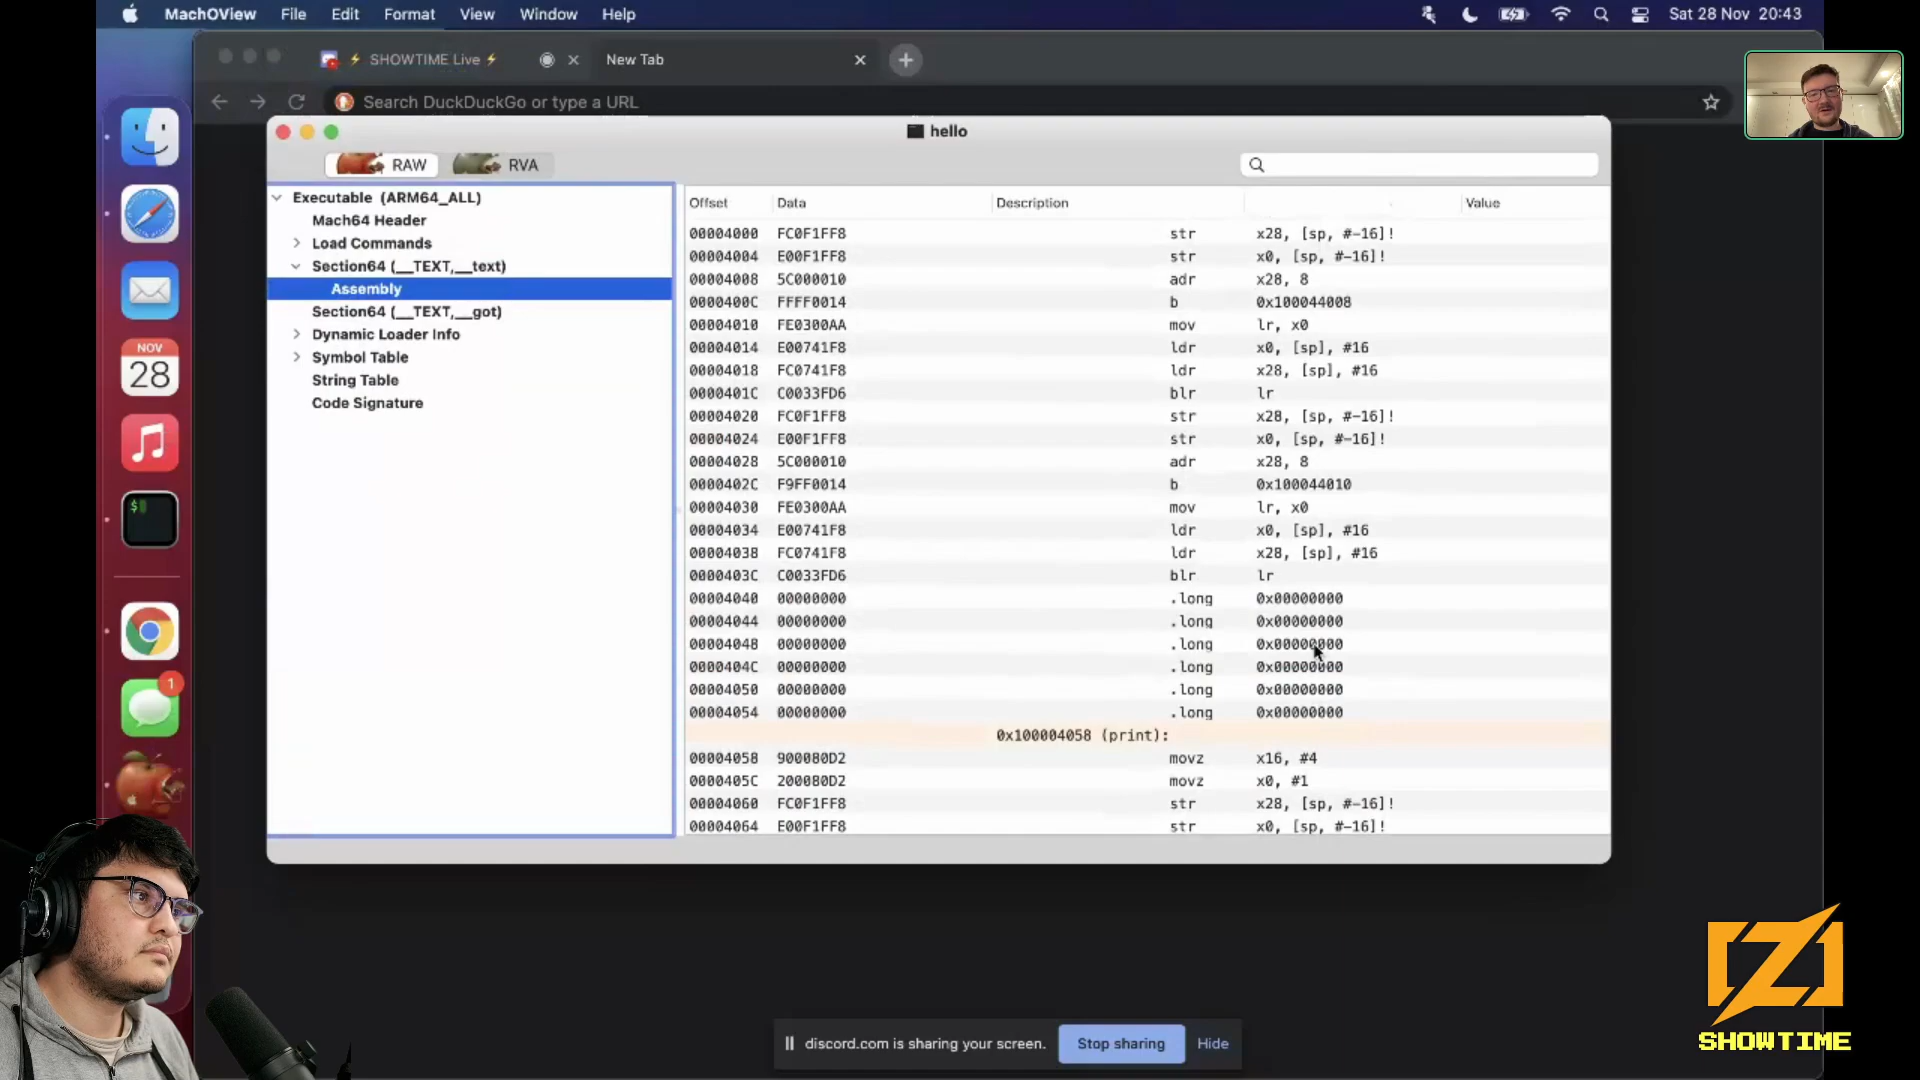 MachOView File Edit Format View Window Help Sat 28 Nov 20:43
⚡ SHOWTIME Live ⚡ New Tab
Search DuckDuckGo or type a URL
hello
RAW RVA
Executable (ARM64_ALL)
Mach64 Header
Load Commands
Section64 (__TEXT,__text)
Assembly
Section64 (__TEXT,__got)
Dynamic Loader Info
Symbol Table
String Table
Code Signature
Offset Data Description Value
00004000 FC0F1FF8 str x28, [sp, #-16]!
00004004 E00F1FF8 str x0, [sp, #-16]!
00004008 5C000010 adr x28, 8
0000400C FFFF0014 b 0x100044008
00004010 FE0300AA mov lr, x0
00004014 E00741F8 ldr x0, [sp], #16
00004018 FC0741F8 ldr x28, [sp], #16
0000401C C0033FD6 blr lr
00004020 FC0F1FF8 str x28, [sp, #-16]!
00004024 E00F1FF8 str x0, [sp, #-16]!
00004028 5C000010 adr x28, 8
0000402C F9FF0014 b 0x100044010
00004030 FE0300AA mov lr, x0
00004034 E00741F8 ldr x0, [sp], #16
00004038 FC0741F8 ldr x28, [sp], #16
0000403C C0033FD6 blr lr
00004040 00000000 .long 0x00000000
00004044 00000000 .long 0x00000000
00004048 00000000 .long 0x00000000
0000404C 00000000 .long 0x00000000
00004050 00000000 .long 0x00000000
00004054 00000000 .long 0x00000000
0x100004058 (print):
00004058 900080D2 movz x16, #4
0000405C 200080D2 movz x0, #1
00004060 FC0F1FF8 str x28, [sp, #-16]!
00004064 E00F1FF8 str x0, [sp, #-16]!
NOV
28
$
1
discord.com is sharing your screen. Stop sharing Hide
SHOWTIME